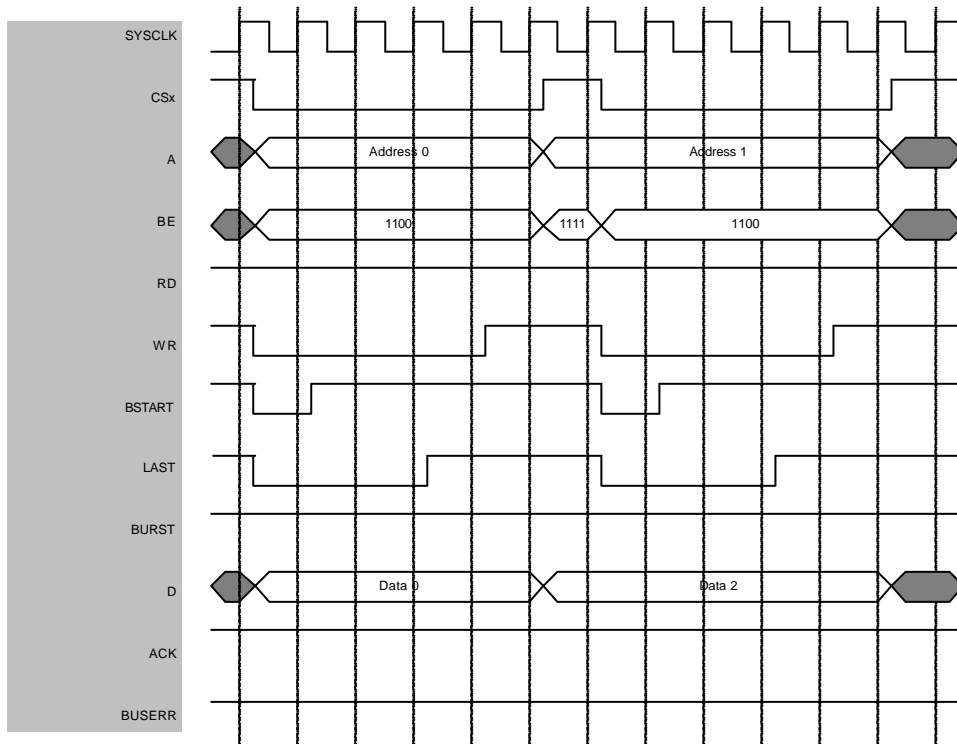 SYSCLK
CSx
A
Address 0
Address 1
BE
1100
1111
1100
RD
WR
BSTART
LAST
BURST
D
Data 0
Data 2
ACK
BUSERR